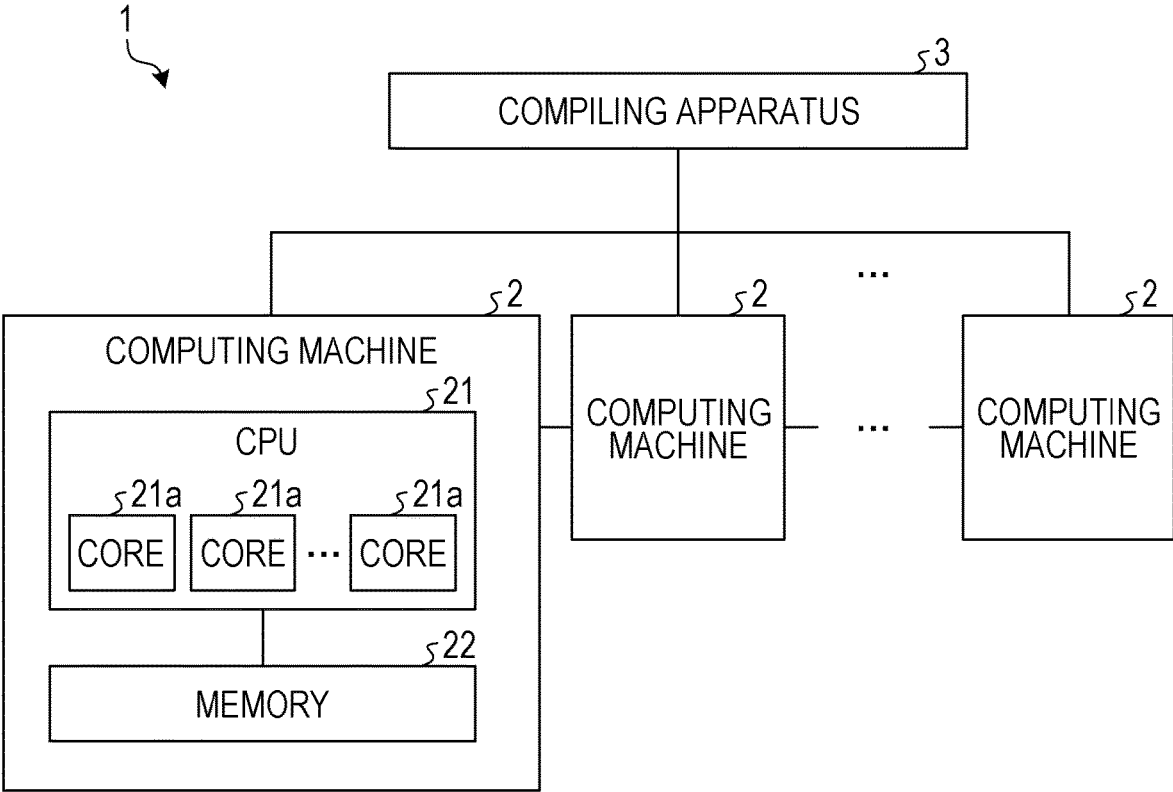 1
3
COMPILING APPARATUS
...
2
2
2
COMPUTING MACHINE
21
CPU
21a
21a
21a
CORE
CORE
...
CORE
22
MEMORY
COMPUTING
MACHINE
...
COMPUTING
MACHINE